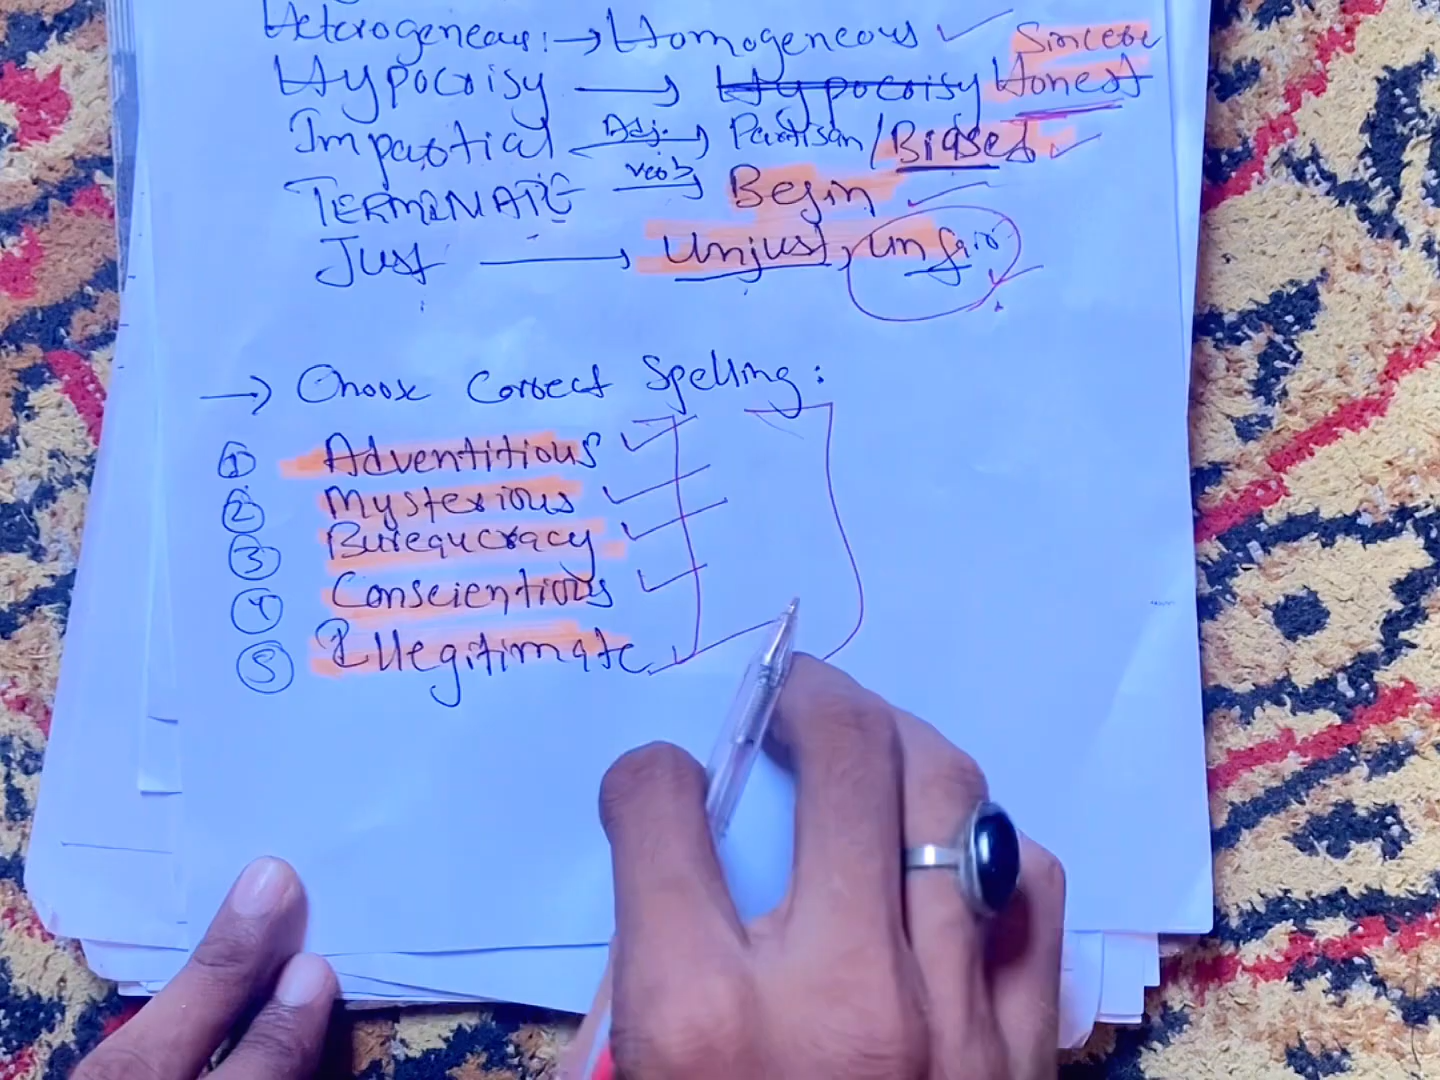 Heterogeneous: → Homogeneous ✓ Sincere
Hypocrisy → Hypocrisy Honest
Impartial Adj. → Partisan / Biased ✓
TERMINATE verb → Begin ✓
Just → Unjust, unfair ✓
→ Choose Correct Spelling:
① Adventitious ✓
② Mysterious ✓
③ Bureaucracy ✓
④ Conscientious ✓
⑤ Illegitimate ✓